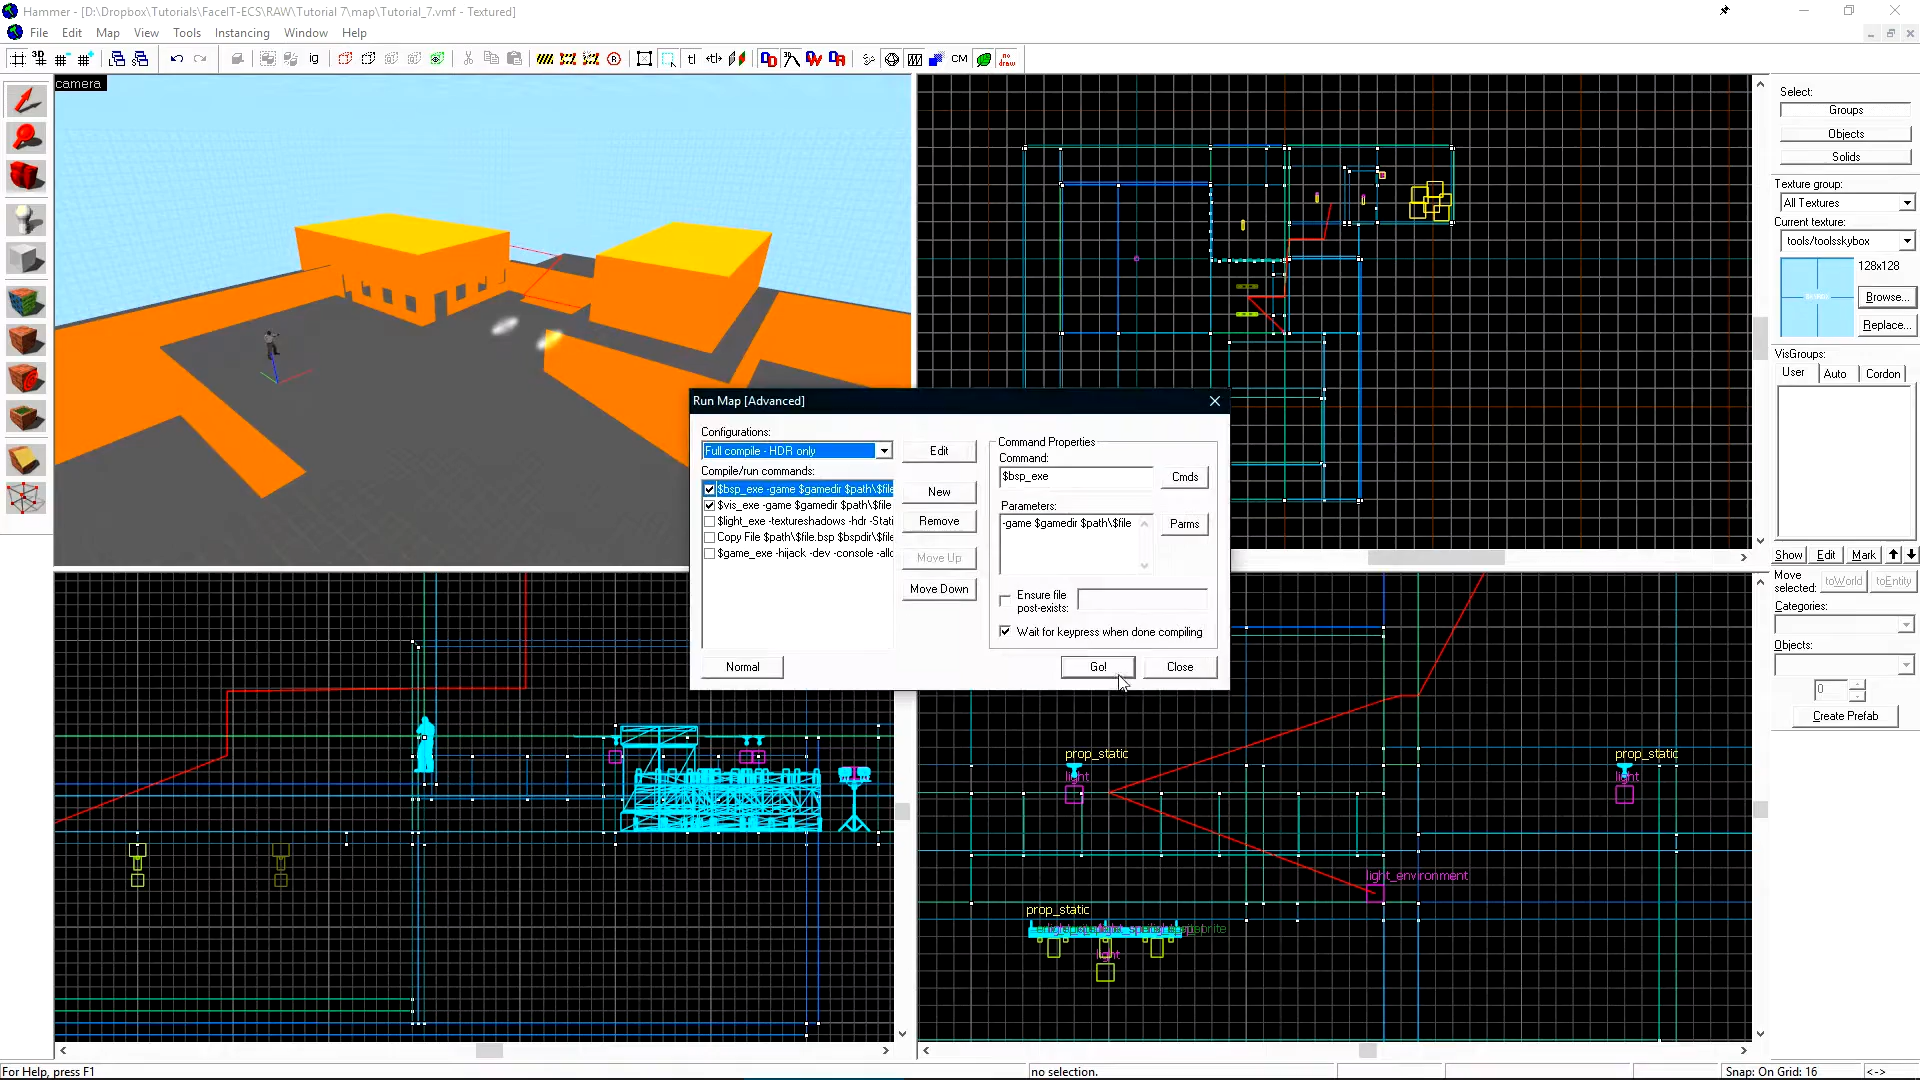 Hammer - [D:\Dropbox\Tutorials\FaceIT-ECS\RAW\Tutorial 7\map\Tutorial_7.vmf - Textured]
File Edit Map View Tools Instancing Window Help
3D
ig
tl
CM
no draw
camera
Select:
Groups
Objects
Solids
Texture group:
All Textures
Current texture:
tools/toolsskybox
128x128
Browse...
Replace...
VisGroups:
User Auto Cordon
Show Edit Mark
Move selected: toWorld toEntity
Categories:
Objects:
0
Create Prefab
Run Map [Advanced]
Configurations:
Full compile - HDR only
Edit
Compile/run commands:
$bsp_exe -game $gamedir $path\$file
$vis_exe -game $gamedir $path\$file
$light_exe -textureshadows -hdr -Stati
Copy File $path\$file.bsp $bspdir\$file
$game_exe -hijack -dev -console -allo
New
Remove
Move Up
Move Down
Normal
Command Properties
Command:
$bsp_exe
Cmds
Parameters:
-game $gamedir $path\$file
Parms
Ensure file
post-exists:
Wait for keypress when done compiling
Go!
Close
prop_static
light
prop_static
light
light_environment
prop_static
light
For Help, press F1
no selection.
Snap: On Grid: 16
<->